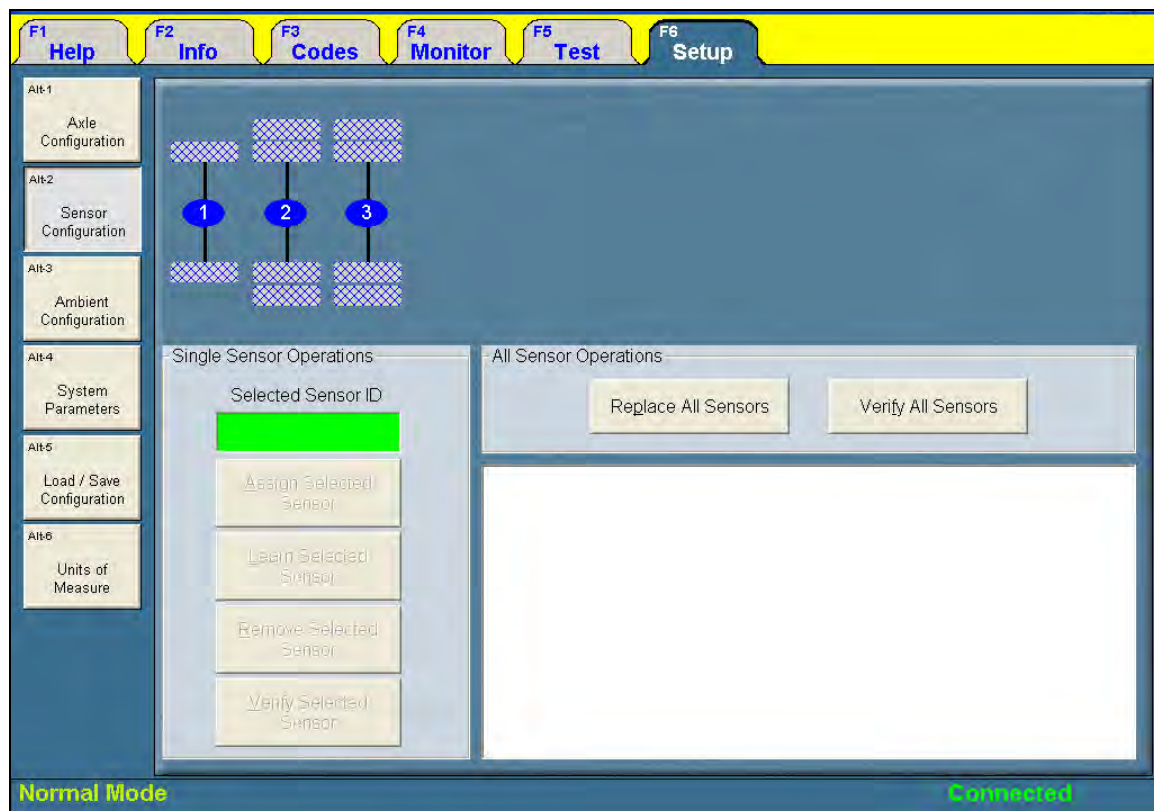 F1
Help
F2
Info
F3
Codes
F4
Monitor
F5
Test
F6
Setup
Alt-1
Axle
Configuration
Alt-2
Sensor
Configuration
Alt-3
Ambient
Configuration
Alt-4
System
Parameters
Alt-5
Load / Save
Configuration
Alt-6
Units of
Measure
1
2
3
Single Sensor Operations
Selected Sensor ID
Assign Selected
Sensor
Learn Selected
Sensor
Remove Selected
Sensor
Verify Selected
Sensor
All Sensor Operations
Replace All Sensors
Verify All Sensors
Normal Mode
Connected